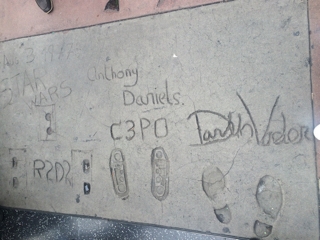 STAR
WARS
Anthony
Daniels.
C3PO
Darth Vader
R2D2